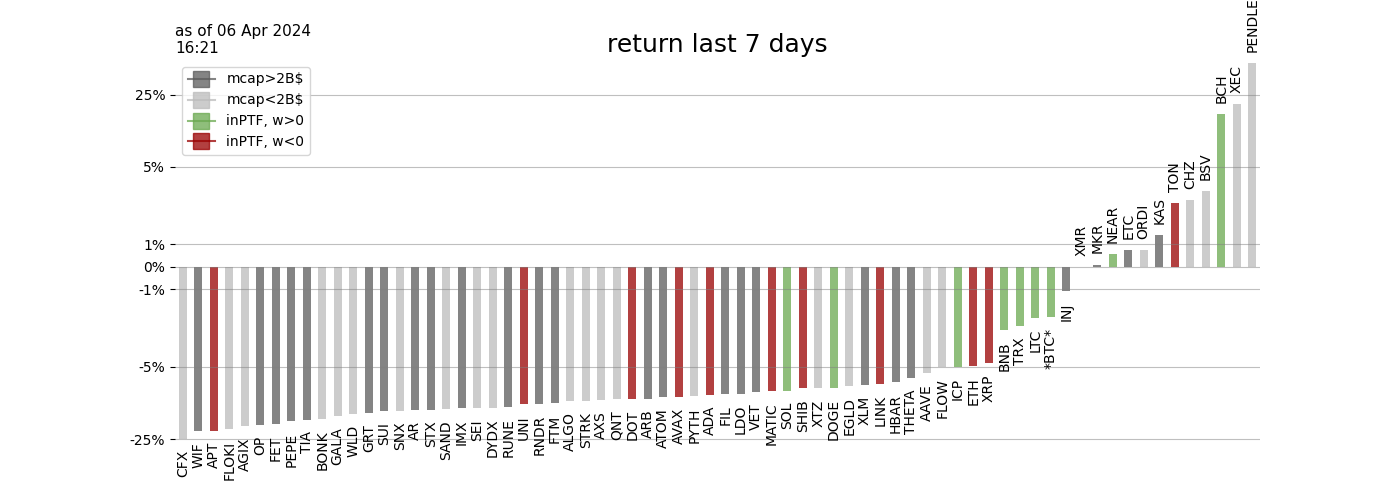 as of 06 Apr 2024
16:21
return last 7 days
mcap>2B$
mcap<2B$
inPTF, w>0
inPTF, w<0
25%
5%
1%
0%
-1%
-5%
-25%
CFX
WIF
APT
FLOKI
AGIX
OP
FET
PEPE
TIA
BONK
GALA
WLD
GRT
SUI
SNX
AR
STX
SAND
IMX
SEI
DYDX
RUNE
UNI
RNDR
FTM
ALGO
STRK
AXS
QNT
DOT
ARB
ATOM
AVAX
PYTH
ADA
FIL
LDO
VET
MATIC
SOL
SHIB
XTZ
DOGE
EGLD
XLM
LINK
HBAR
THETA
AAVE
FLOW
ICP
ETH
XRP
BNB
TRX
LTC
*BTC*
INJ
XMR
MKR
NEAR
ETC
ORDI
KAS
TON
CHZ
BSV
BCH
XEC
PENDLE